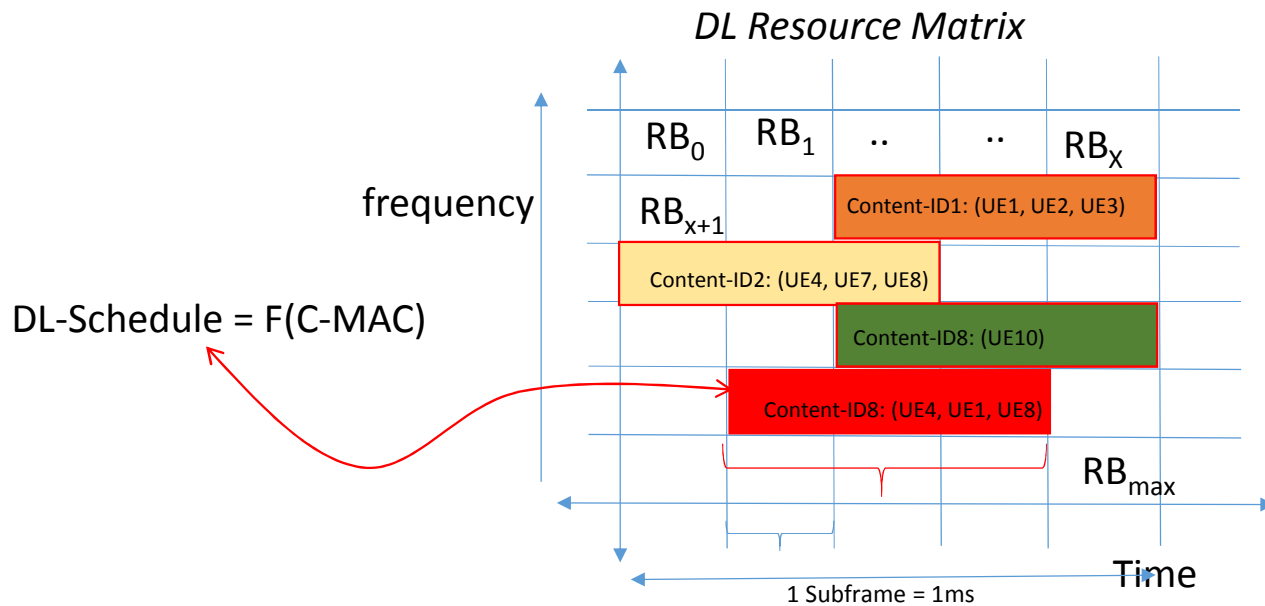 DL Resource Matrix
RB0 RB1 .. .. RBX
frequency
Content-ID1: (UE1, UE2, UE3)
RBx+1
Content-ID2: (UE4, UE7, UE8)
DL-Schedule = F(C-MAC)
Content-ID8: (UE10)
Content-ID8: (UE4, UE1, UE8)
RBmax
Time
1 Subframe = 1ms